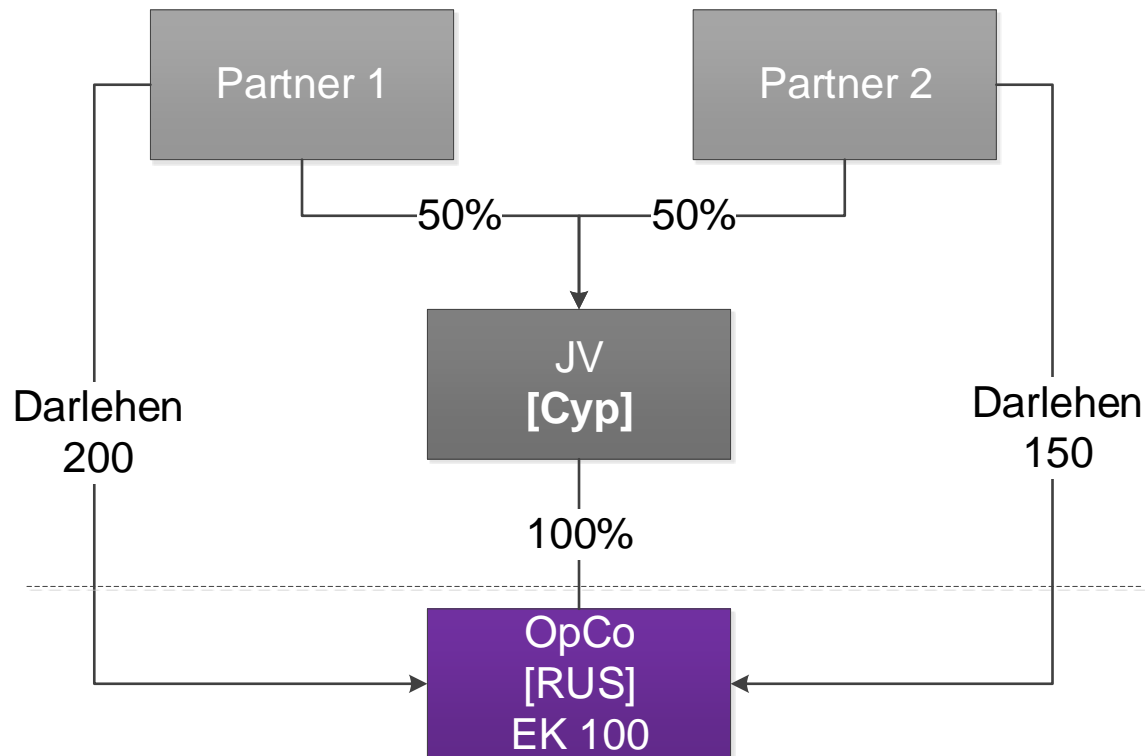 Partner 1
Partner 2
50%
50%
JV
[Cyp]
Darlehen
200
Darlehen
150
100%
OpCo
[RUS]
EK 100